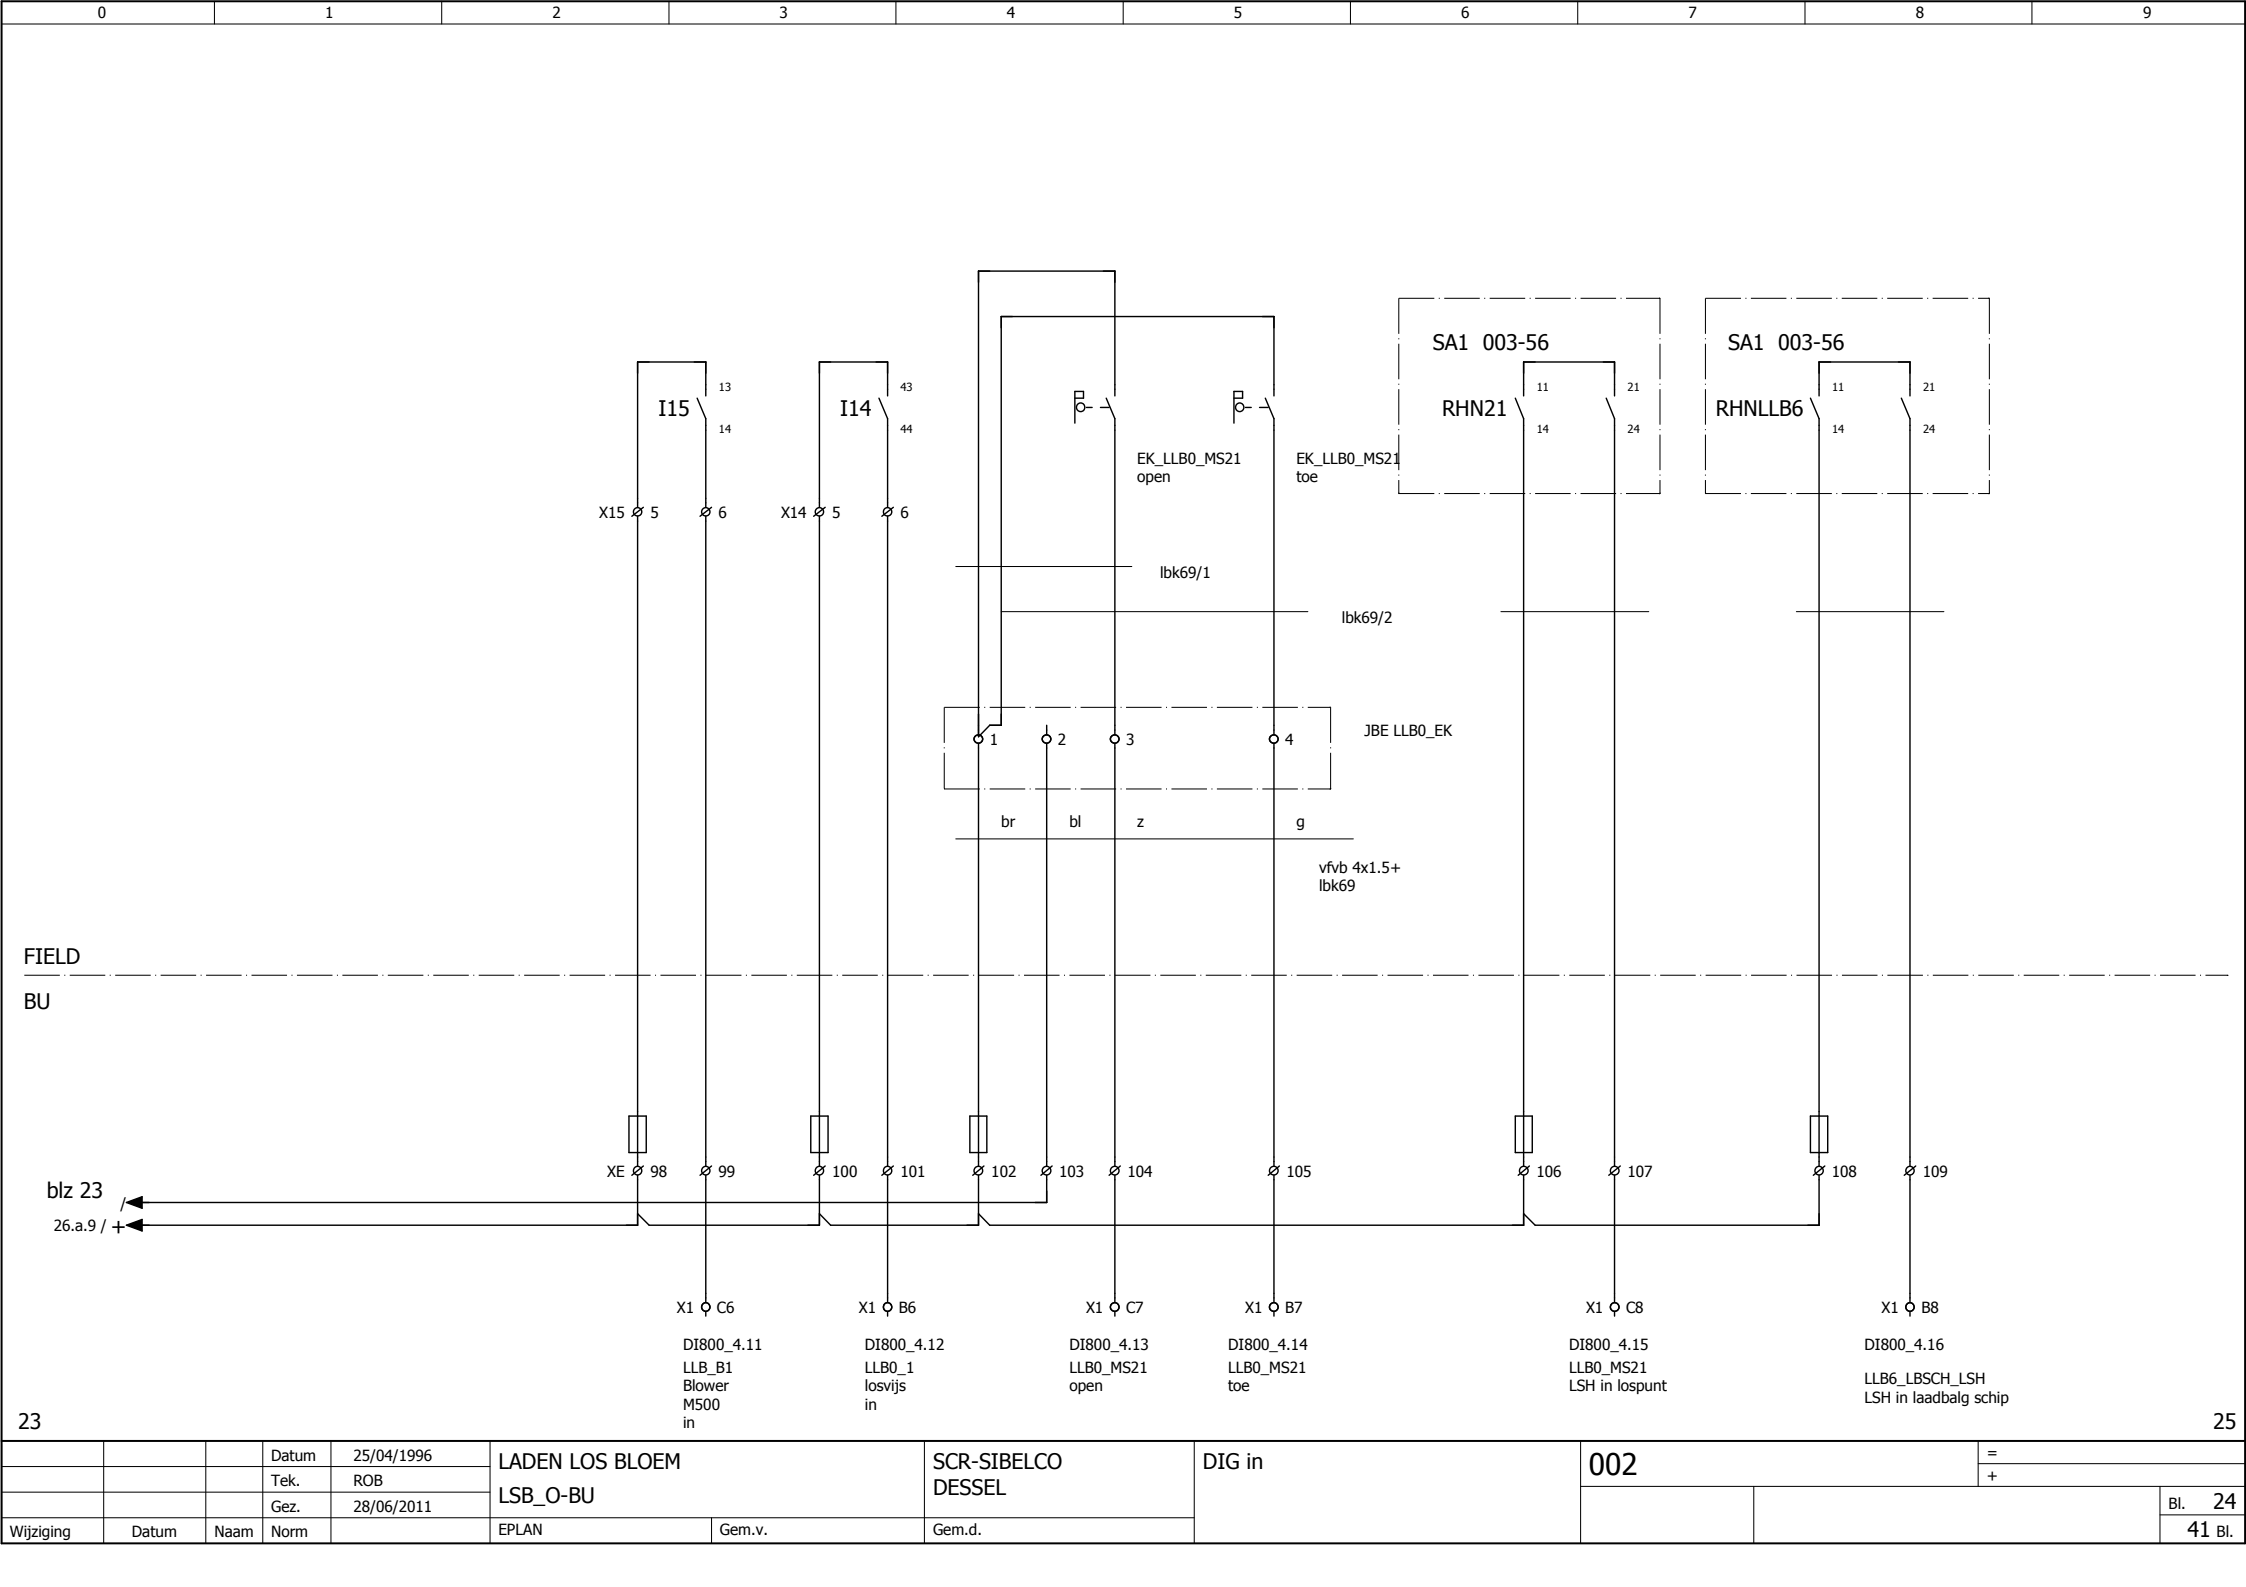 0 1 2 3 4 5 6 7 8 9
SA1 003-56 SA1 003-56
13 43 11 21 11 21
I15 I14 RHN21 RHNLLB6
14 44 14 24 14 24
EK_LLB0_MS21 EK_LLB0_MS21
open toe
X15 5 6 X14 5 6
lbk69/1
lbk69/2
JBE LLB0_EK
1 2 3 4
br bl z g
vfvb 4x1.5+
lbk69
FIELD
BU
XE 98 99 100 101 102 103 104 105 106 107 108 109
blz 23 /
26.a.9 / +
X1 C6 X1 B6 X1 C7 X1 B7 X1 C8 X1 B8
DI800_4.11 DI800_4.12 DI800_4.13 DI800_4.14 DI800_4.15 DI800_4.16
LLB_B1 LLB0_1 LLB0_MS21 LLB0_MS21 LLB0_MS21 LLB6_LBSCH_LSH
Blower losvijs open toe LSH in lospunt LSH in laadbalg schip
M500 in
in
23 25
Datum 25/04/1996 LADEN LOS BLOEM SCR-SIBELCO DIG in 002 =
Tek. ROB DESSEL +
Gez. 28/06/2011 LSB_O-BU Bl. 24
Wijziging Datum Naam Norm EPLAN Gem.v. Gem.d. 41 Bl.